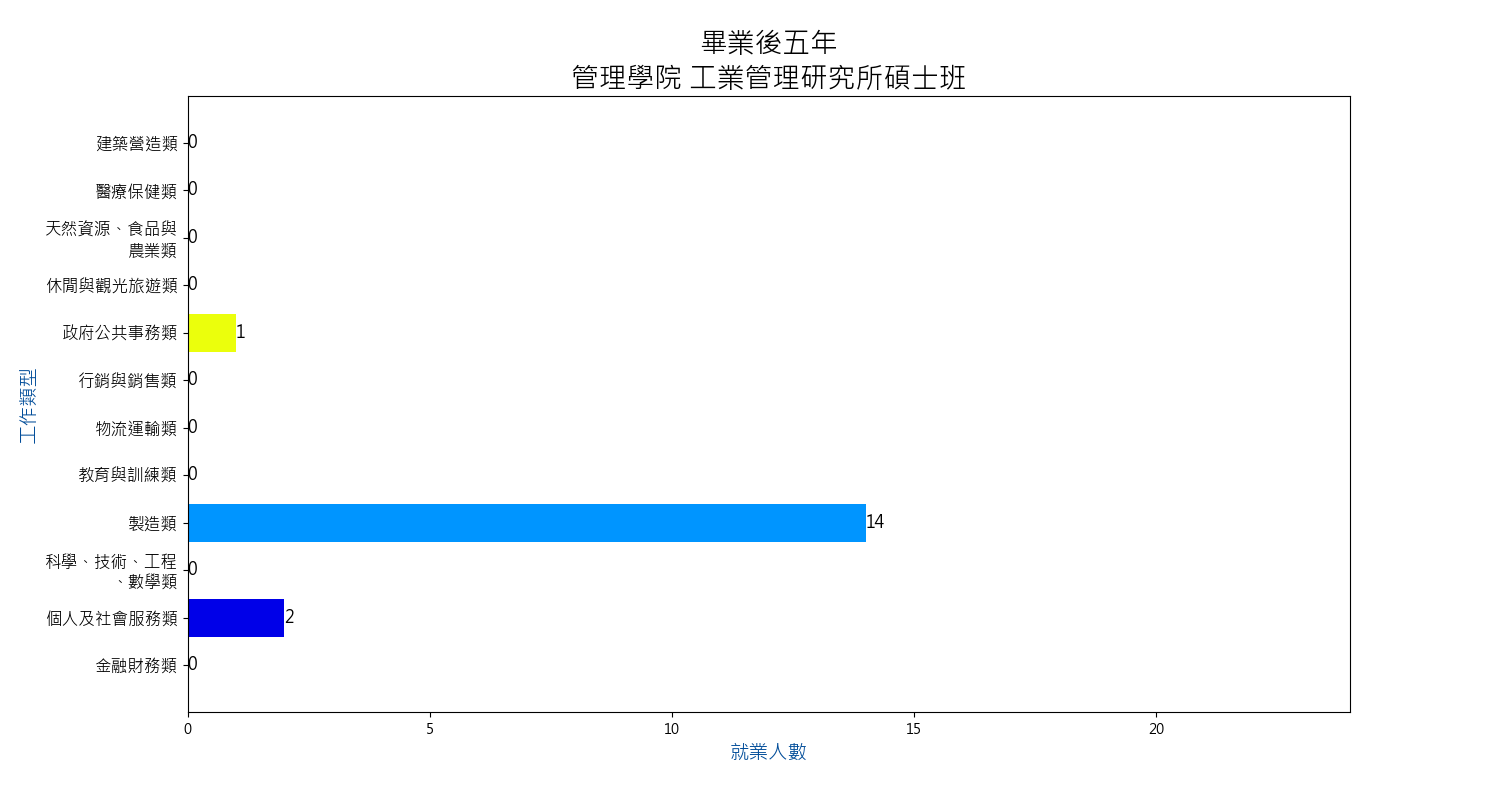 畢業後五年
管理學院 工業管理研究所碩士班
建築營造類 0
醫療保健類 0
天然資源、食品與
農業類 0
休閒與觀光旅遊類 0
政府公共事務類 1
行銷與銷售類 0
物流運輸類 0
教育與訓練類 0
製造類 14
科學、技術、工程
、數學類 0
個人及社會服務類 2
金融財務類 0
工作類型
0 5 10 15 20
就業人數